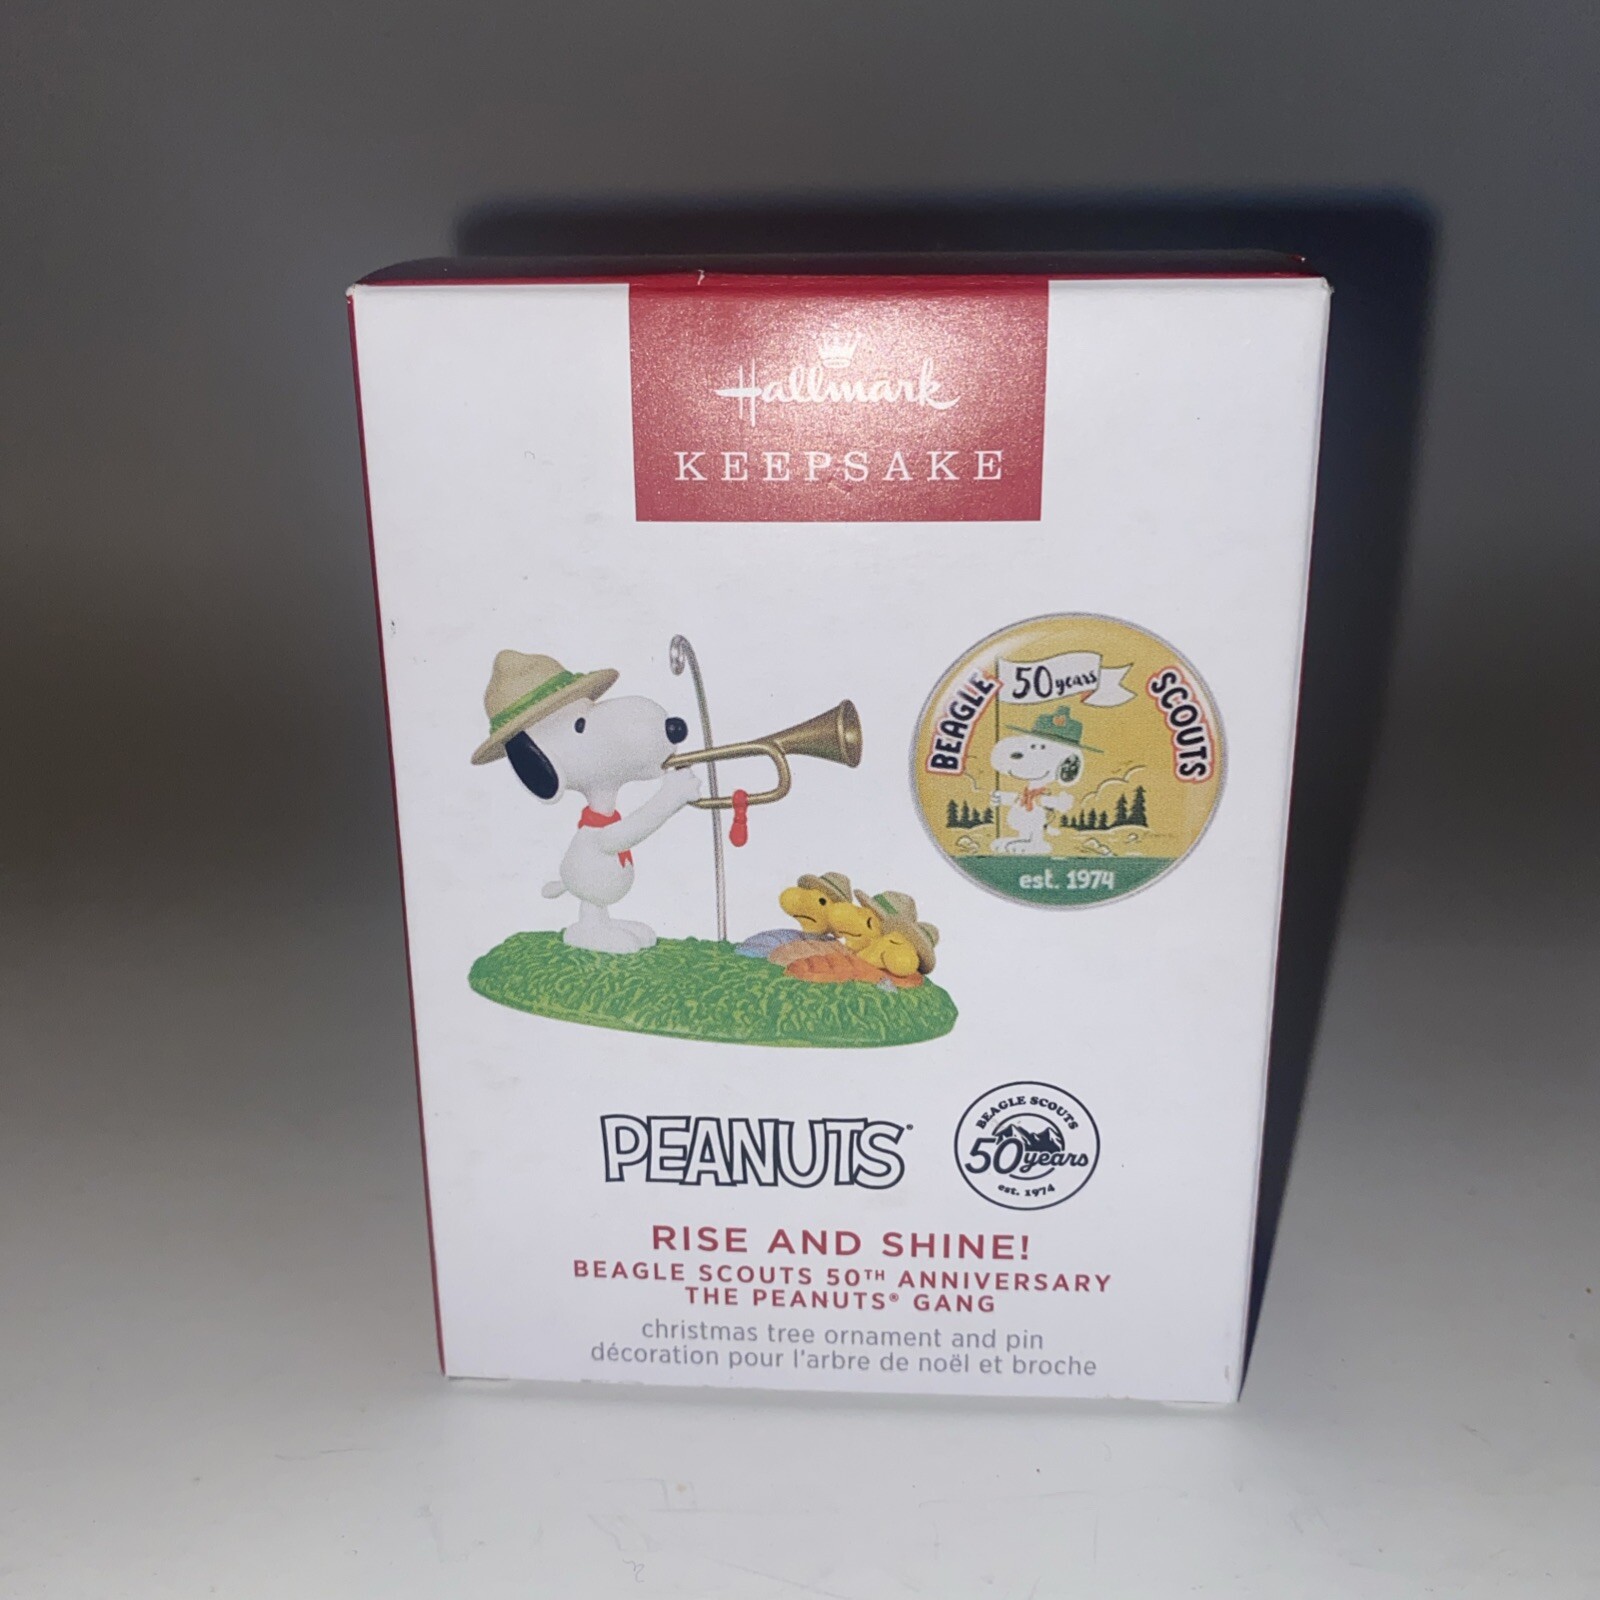 Hallmark
KEEPSAKE
BEAGLE
50 years
SCOUTS
est. 1974
PEANUTS®
BEAGLE SCOUTS
50 years
est. 1974
RISE AND SHINE!
BEAGLE SCOUTS 50TH ANNIVERSARY
THE PEANUTS® GANG
christmas tree ornament and pin
décoration pour l'arbre de noël et broche